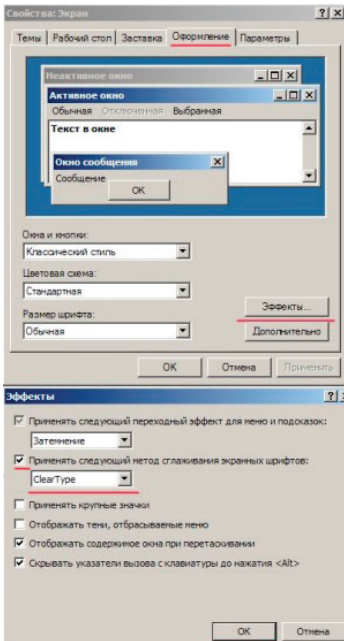 Свойства: Экран
Темы Рабочий стол Заставка Оформление Параметры
Неактивное окно
Активное окно
Обычная Отключенная Выбранная
Текст в окне
Окно сообщения
Сообщение
OK
Окна и кнопки:
Классический стиль
Цветовая схема:
Стандартная
Эффекты...
Размер шрифта:
Обычная
Дополнительно
OK Отмена Применить
Эффекты
Применять следующий переходный эффект для меню и подсказок:
Затемнение
Применять следующий метод сглаживания экранных шрифтов:
ClearType
Применять крупные значки
Отображать тени, отбрасываемые меню
Отображать содержимое окна при перетаскивании
Скрывать указатели вызова с клавиатуры до нажатия <Alt>
OK Отмена